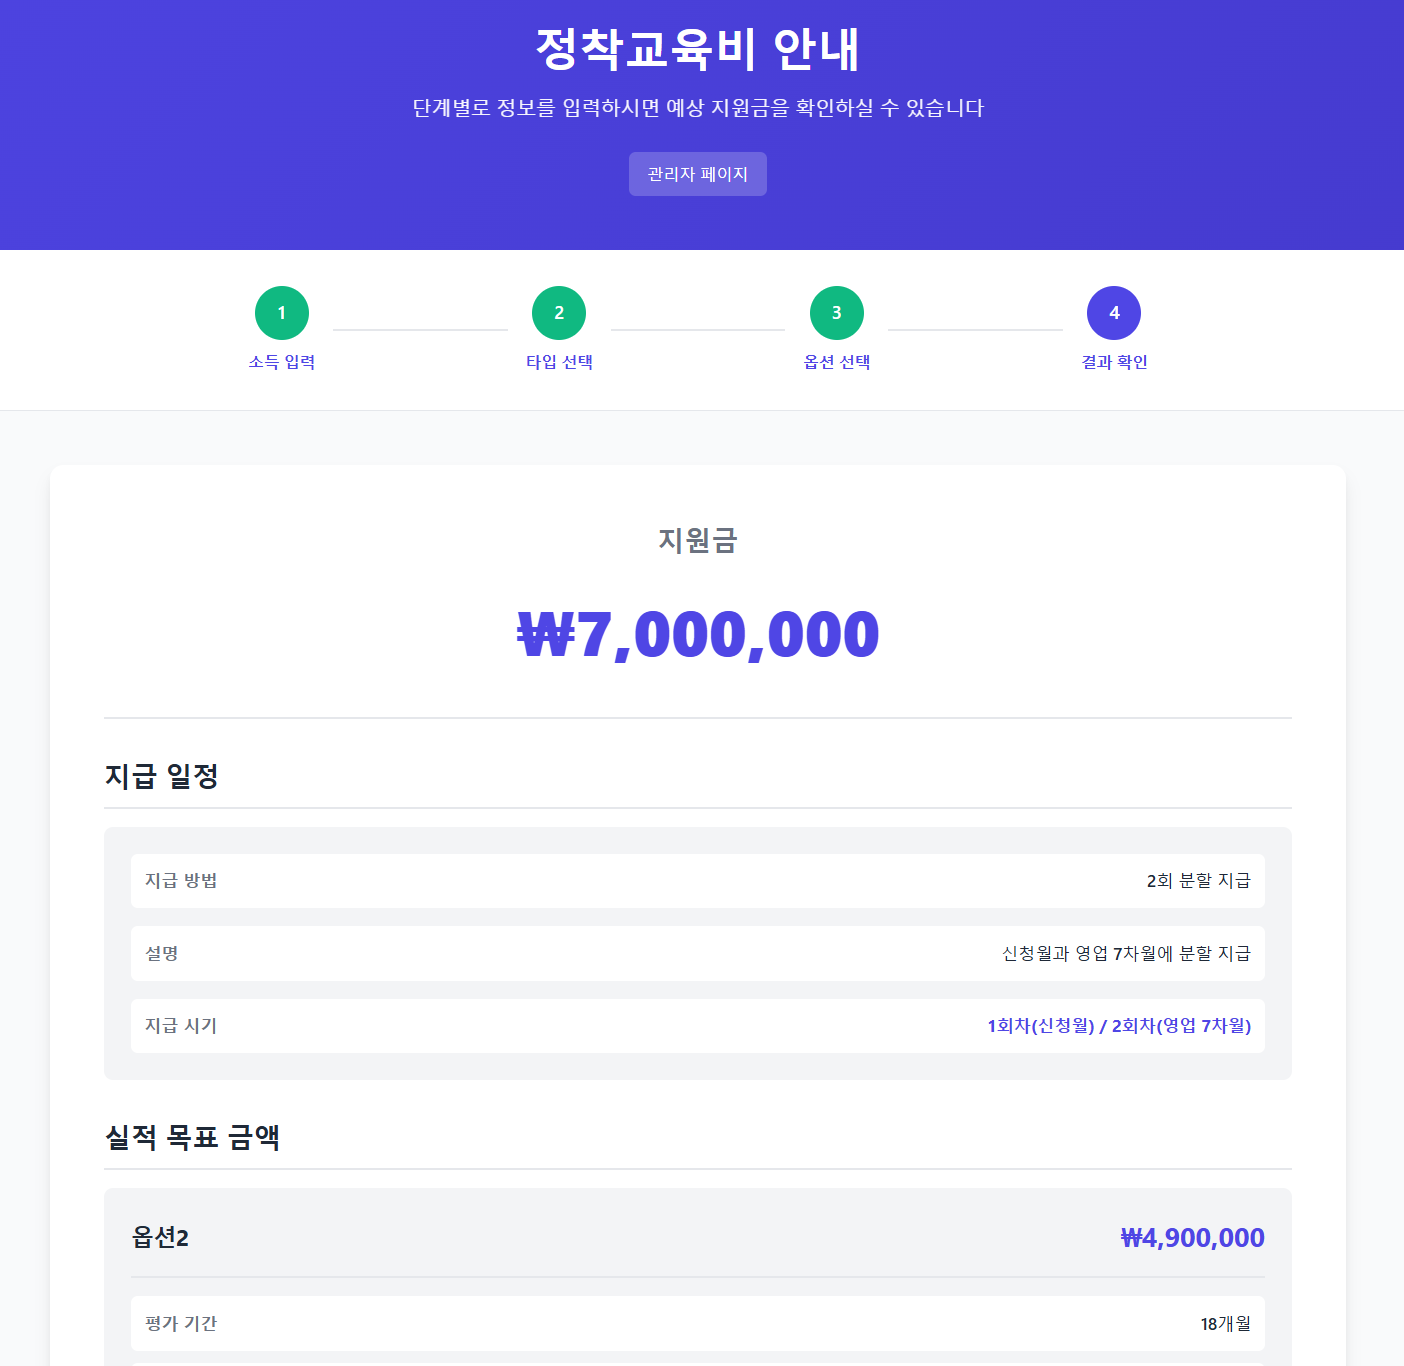 정착교육비 안내
단계별로 정보를 입력하시면 예상 지원금을 확인하실 수 있습니다
관리자 페이지
1
2
3
4
소득 입력
타입 선택
옵션 선택
결과 확인
지원금
₩7,000,000
지급 일정
지급 방법
2회 분할 지급
설명
신청월과 영업 7차월에 분할 지급
지급 시기
1회차(신청월) / 2회차(영업 7차월)
실적 목표 금액
옵션2
₩4,900,000
평가 기간
18개월